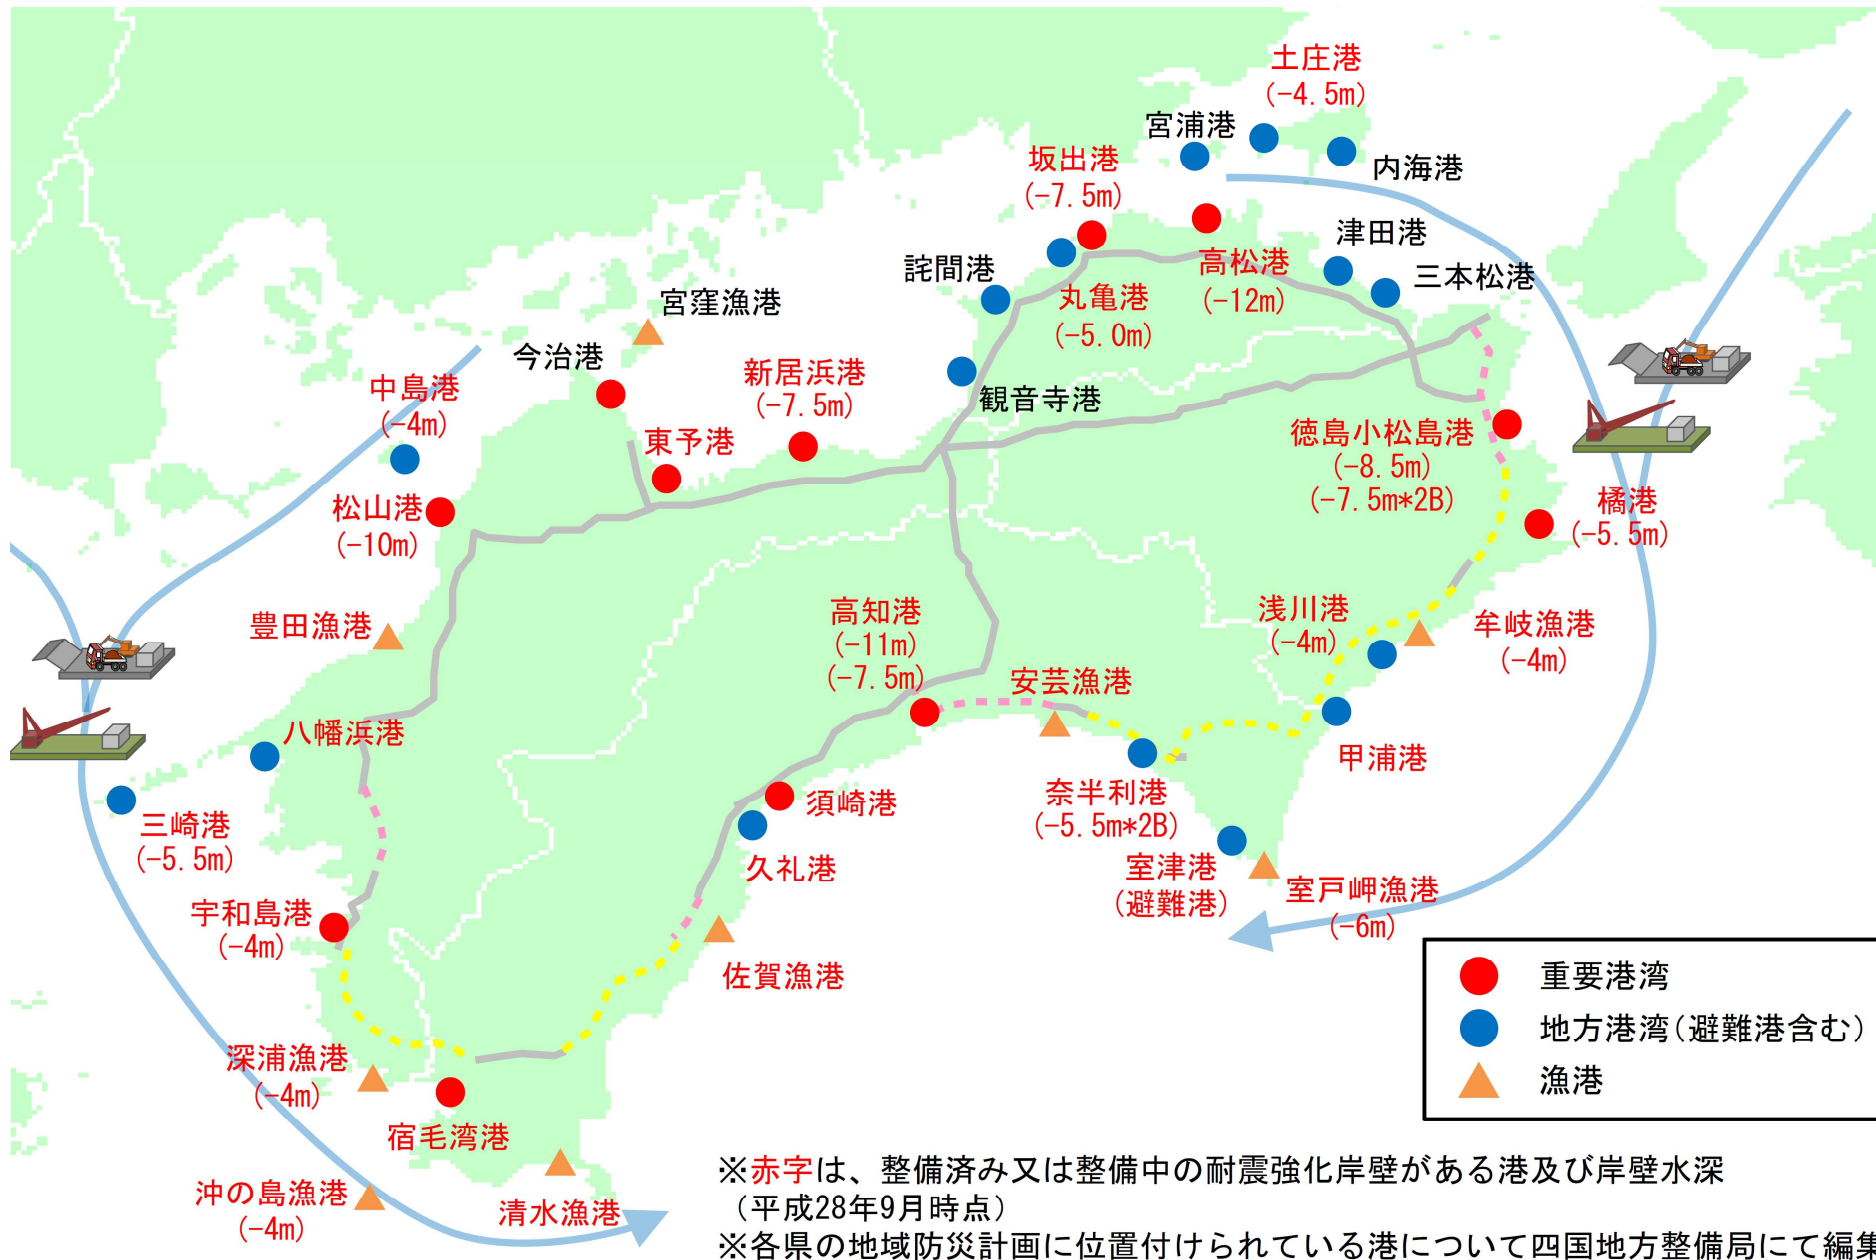 土庄港
(-4.5m)
宮浦港
内海港
坂出港
(-7.5m)
津田港
三本松港
高松港
(-12m)
詫間港
丸亀港
(-5.0m)
宮窪漁港
今治港
新居浜港
(-7.5m)
観音寺港
中島港
(-4m)
東予港
松山港
(-10m)
徳島小松島港
(-8.5m)
(-7.5m*2B)
橘港
(-5.5m)
豊田漁港
高知港
(-11m)
(-7.5m)
浅川港
(-4m)
牟岐漁港
(-4m)
安芸漁港
八幡浜港
甲浦港
三崎港
(-5.5m)
須崎港
奈半利港
(-5.5m*2B)
久礼港
室津港
(避難港)
室戸岬漁港
(-6m)
宇和島港
(-4m)
佐賀漁港
深浦漁港
(-4m)
宿毛湾港
沖の島漁港
(-4m)
清水漁港
重要港湾
地方港湾(避難港含む)
漁港
※赤字は、整備済み又は整備中の耐震強化岸壁がある港及び岸壁水深
(平成28年9月時点)
※各県の地域防災計画に位置付けられている港について四国地方整備局にて編集